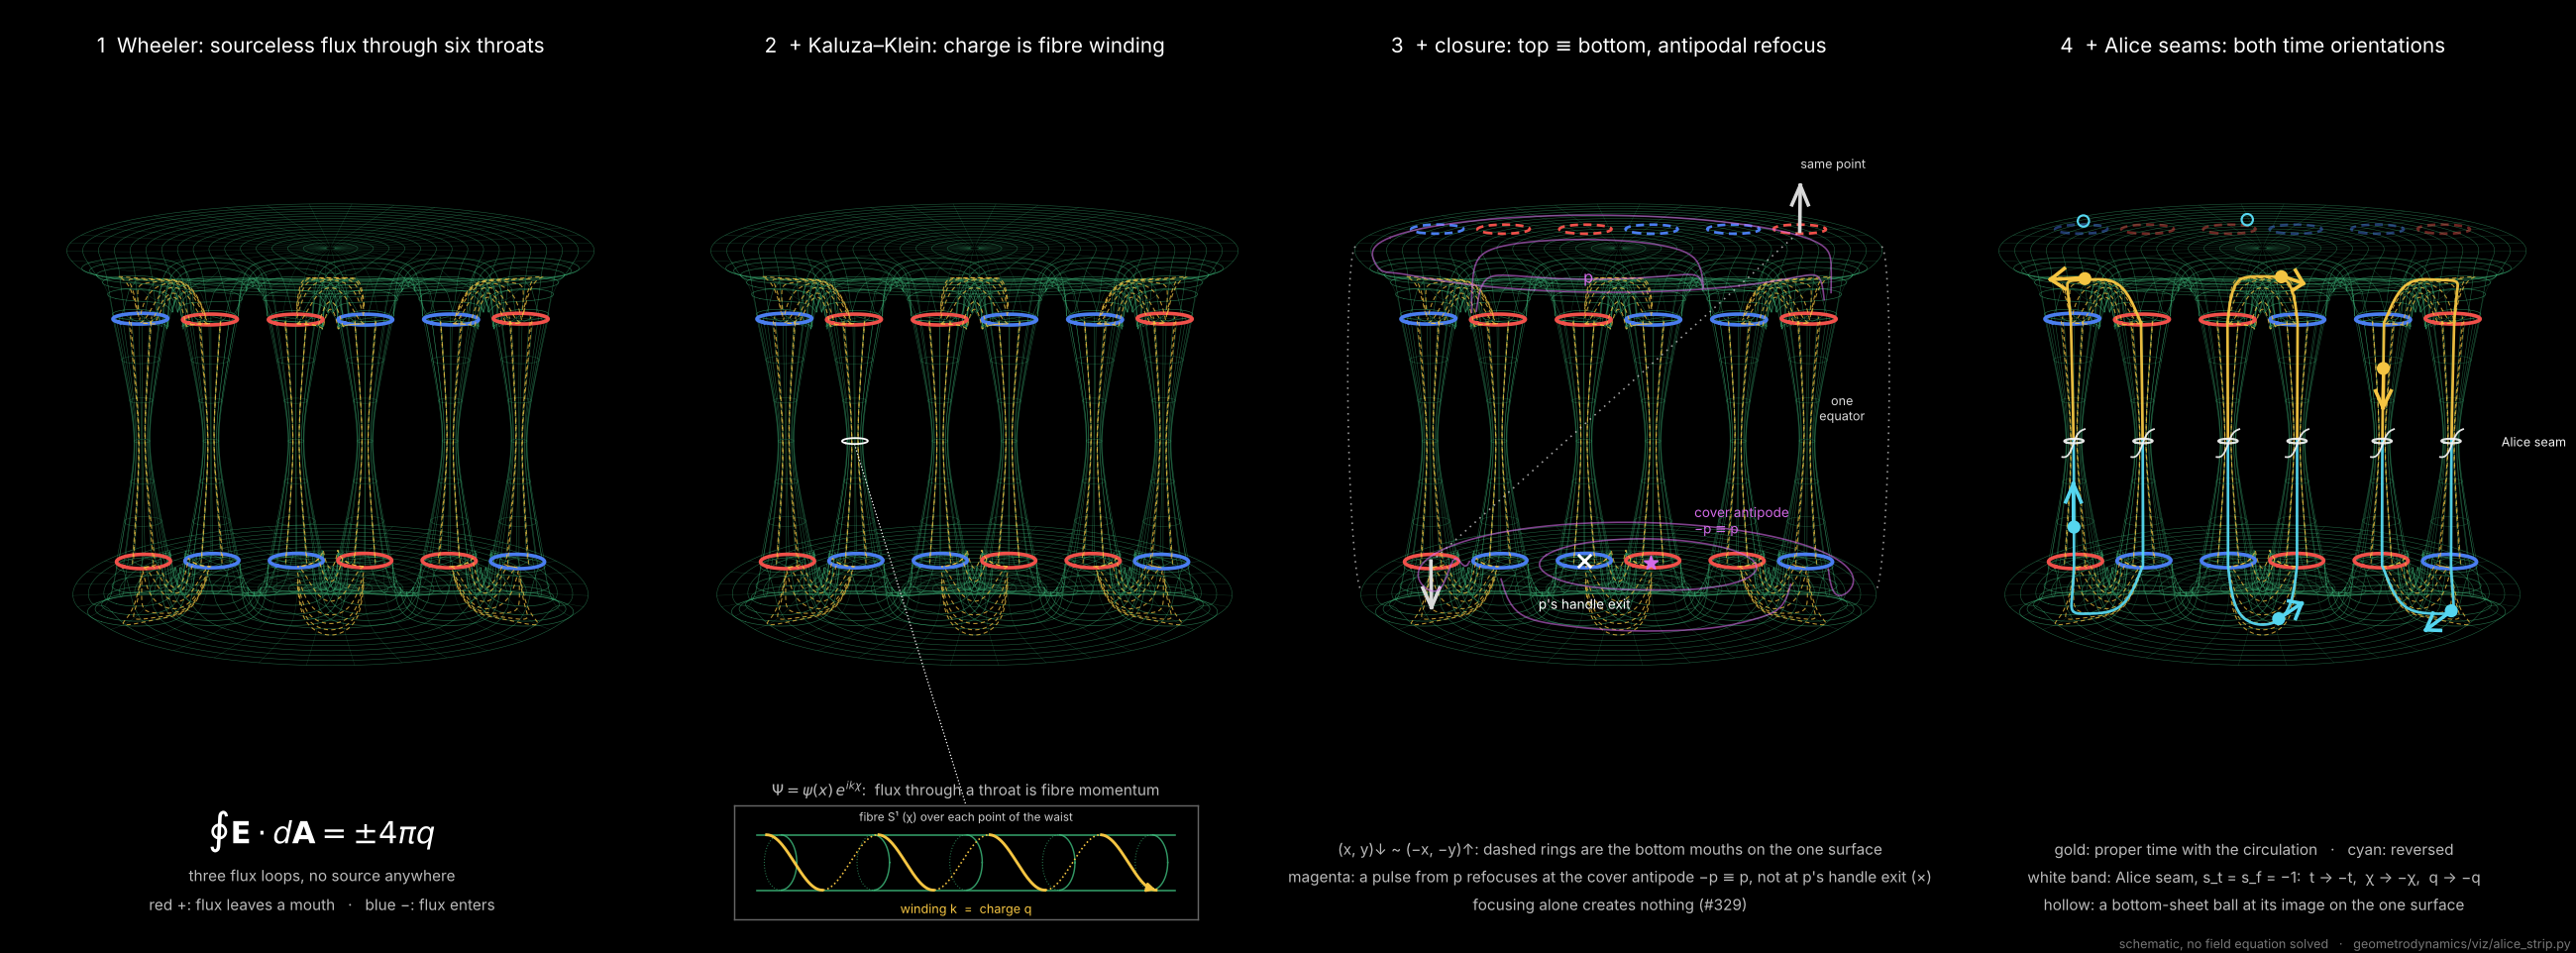 1 Wheeler: sourceless flux through six throats
∮E · dA = ±4πq
three flux loops, no source anywhere
red +: flux leaves a mouth · blue −: flux enters
2 + Kaluza–Klein: charge is fibre winding
Ψ = ψ(x) e^{ikχ}: flux through a throat is fibre momentum
fibre S¹ (χ) over each point of the waist
winding k = charge q
3 + closure: top ≡ bottom, antipodal refocus
same point
p
one
equator
cover antipode
−p ≡ p
p's handle exit
(x, y)↓ ~ (−x, −y)↑: dashed rings are the bottom mouths on the one surface
magenta: a pulse from p refocuses at the cover antipode −p ≡ p, not at p's handle exit (×)
focusing alone creates nothing (#329)
4 + Alice seams: both time orientations
Alice seam
gold: proper time with the circulation · cyan: reversed
white band: Alice seam, s_t = s_f = −1: t → −t, χ → −χ, q → −q
hollow: a bottom-sheet ball at its image on the one surface
schematic, no field equation solved · geometrodynamics/viz/alice_strip.py